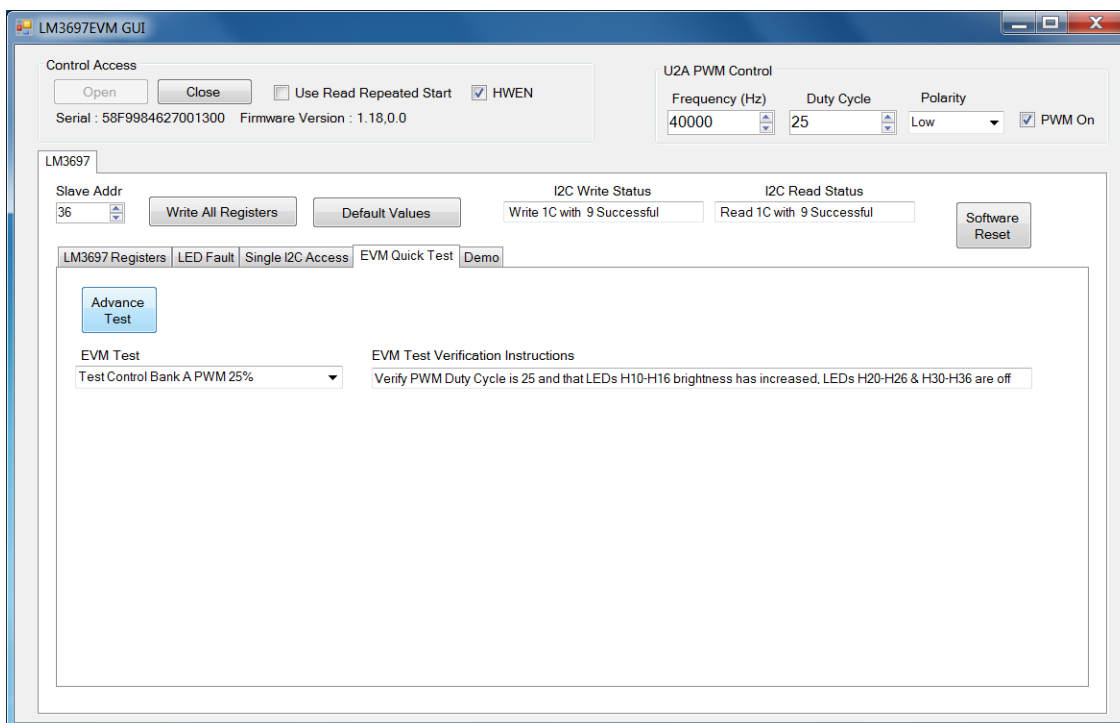 LM3697EVM GUI
Control Access
Open
Close
Use Read Repeated Start
HWEN
Serial : 58F9984627001300 Firmware Version : 1.18,0.0
U2A PWM Control
Frequency (Hz)
Duty Cycle
Polarity
40000
25
Low
PWM On
LM3697
Slave Addr
36
Write All Registers
Default Values
I2C Write Status
Write 1C with 9 Successful
I2C Read Status
Read 1C with 9 Successful
Software
Reset
LM3697 Registers
LED Fault
Single I2C Access
EVM Quick Test
Demo
Advance
Test
EVM Test
Test Control Bank A PWM 25%
EVM Test Verification Instructions
Verify PWM Duty Cycle is 25 and that LEDs H10-H16 brightness has increased, LEDs H20-H26 & H30-H36 are off